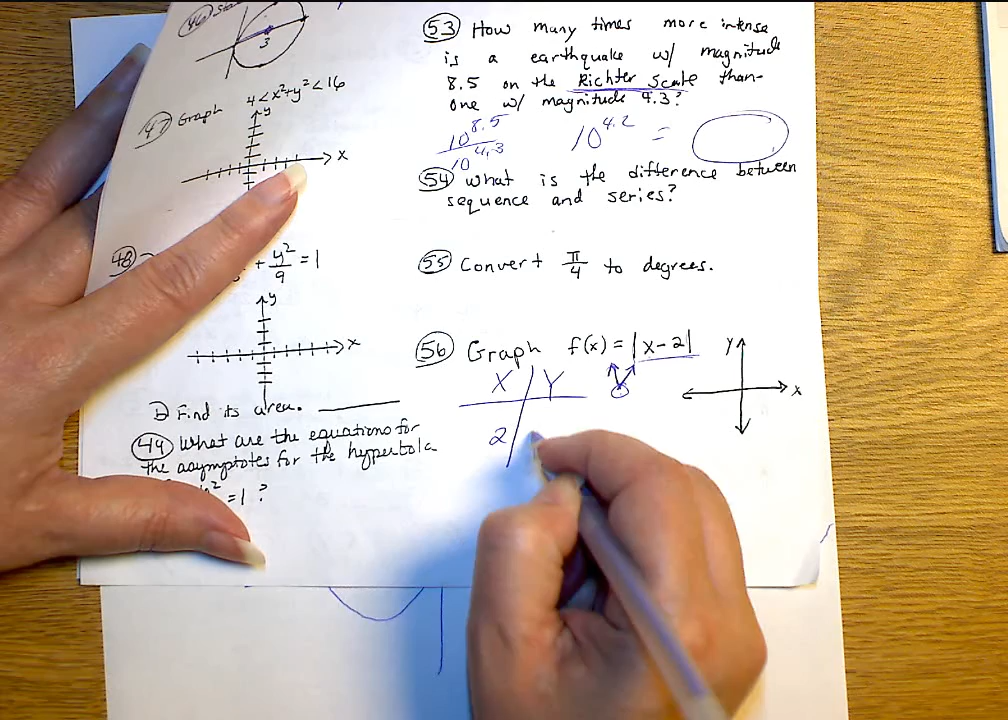 3
47 Graph 4 < x² + y² < 16
y
x
48
+ y²/9 = 1
y
x
Find its area.
49 What are the equations for
the asymptotes for the hyperbola
= 1 ?
53 How many times more intense
is a earthquake w/ magnitude
8.5 on the Richter Scale than
one w/ magnitude 4.3?
10^8.5 / 10^4.3 10^4.2 =
54 What is the difference between
sequence and series?
55 Convert π/4 to degrees.
56 Graph f(x) = |x-2|
y
x
X Y
2